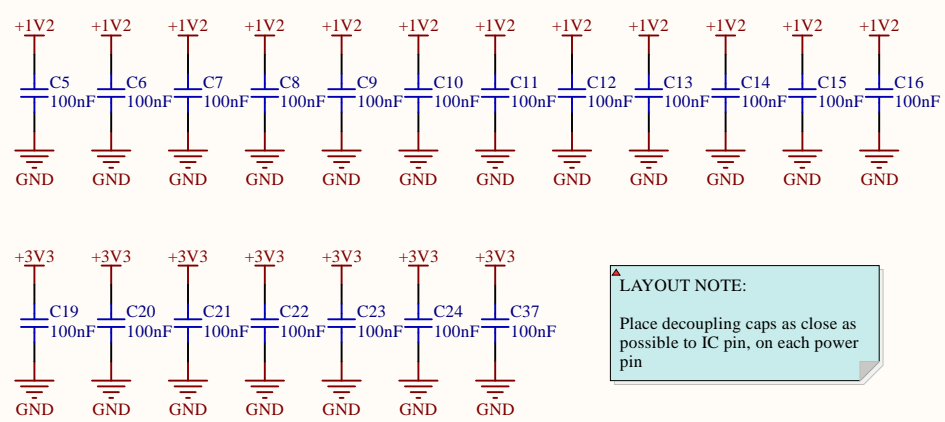 +1V2 +1V2 +1V2 +1V2 +1V2 +1V2 +1V2 +1V2 +1V2 +1V2 +1V2 +1V2
C5 C6 C7 C8 C9 C10 C11 C12 C13 C14 C15 C16
100nF 100nF 100nF 100nF 100nF 100nF 100nF 100nF 100nF 100nF 100nF 100nF
GND GND GND GND GND GND GND GND GND GND GND GND
+3V3 +3V3 +3V3 +3V3 +3V3 +3V3 +3V3
C19 C20 C21 C22 C23 C24 C37
100nF 100nF 100nF 100nF 100nF 100nF 100nF
GND GND GND GND GND GND GND
LAYOUT NOTE:
Place decoupling caps as close as
possible to IC pin, on each power
pin